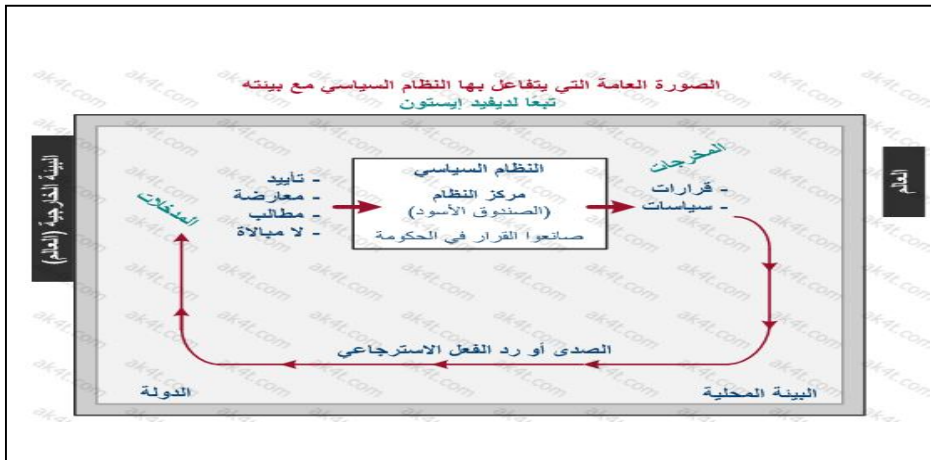 الصورة العامة التي يتفاعل بها النظام السياسي مع بيئته
تبعا لديفيد إيستون
العالم
المخرجات
- قرارات
- سياسات
النظام السياسي
مركز النظام
(الصندوق الأسود)
صانعوا القرار في الحكومة
- تأييد
- معارضة
- مطالب
- لا مبالاة
المدخلات
البيئة الخارجية (العالم)
الصدى أو رد الفعل الاسترجاعي
البيئة المحلية
الدولة
ak4t.com